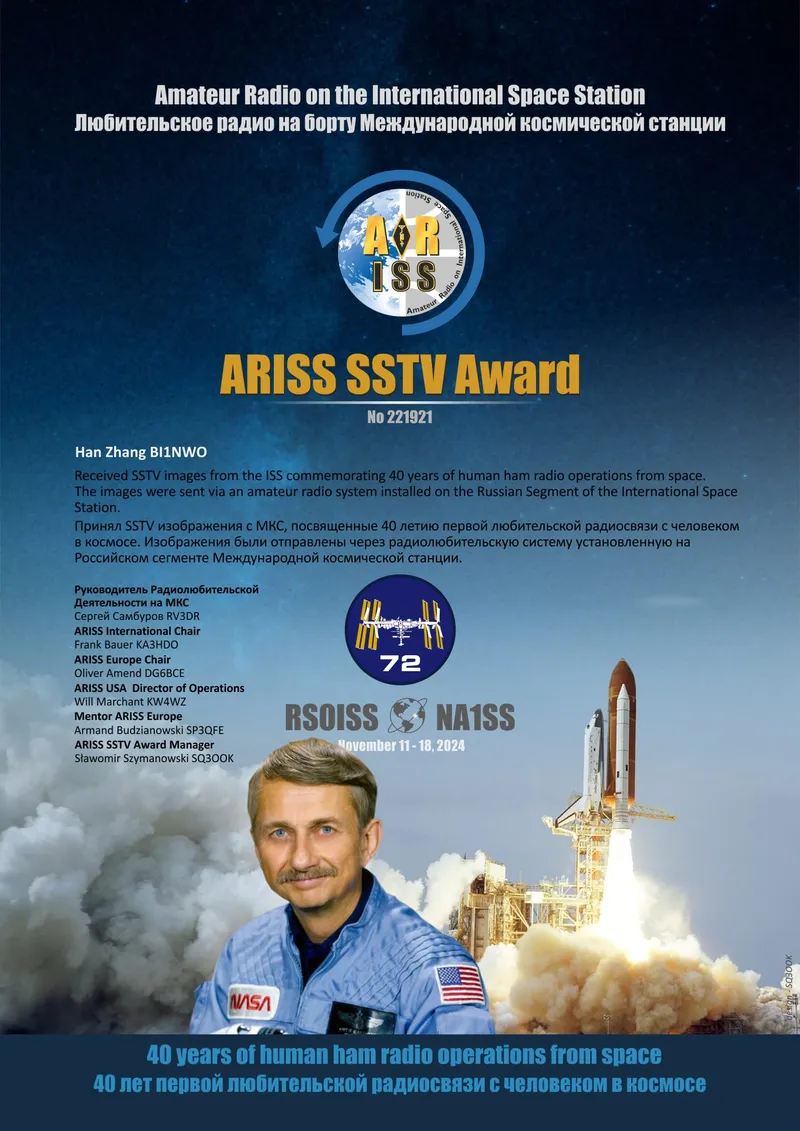 Amateur Radio on the International Space Station
Любительское радио на борту Международной космической станции
A R
ISS
Amateur Radio on International Space Station
ARISS SSTV Award
No 221921
Han Zhang BI1NWO
Received SSTV images from the ISS commemorating 40 years of human ham radio operations from space.
The images were sent via an amateur radio system installed on the Russian Segment of the International Space
Station.
Принял SSTV изображения с МКС, посвященные 40 летию первой любительской радиосвязи с человеком
в космосе. Изображения были отправлены через радиолюбительскую систему установленную на
Российском сегменте Международной космической станции.
Руководитель Радиолюбительской
Деятельности на МКС
Сергей Самбуров RV3DR
ARISS International Chair
Frank Bauer KA3HDO
ARISS Europe Chair
Oliver Amend DG6BCE
ARISS USA Director of Operations
Will Marchant KW4WZ
Mentor ARISS Europe
Armand Budzianowski SP3QFE
ARISS SSTV Award Manager
Sławomir Szymanowski SQ3OOK
72
RS0ISS NA1SS
November 11 - 18, 2024
NASA
design - SQ3OOK
40 years of human ham radio operations from space
40 лет первой любительской радиосвязи с человеком в космосе